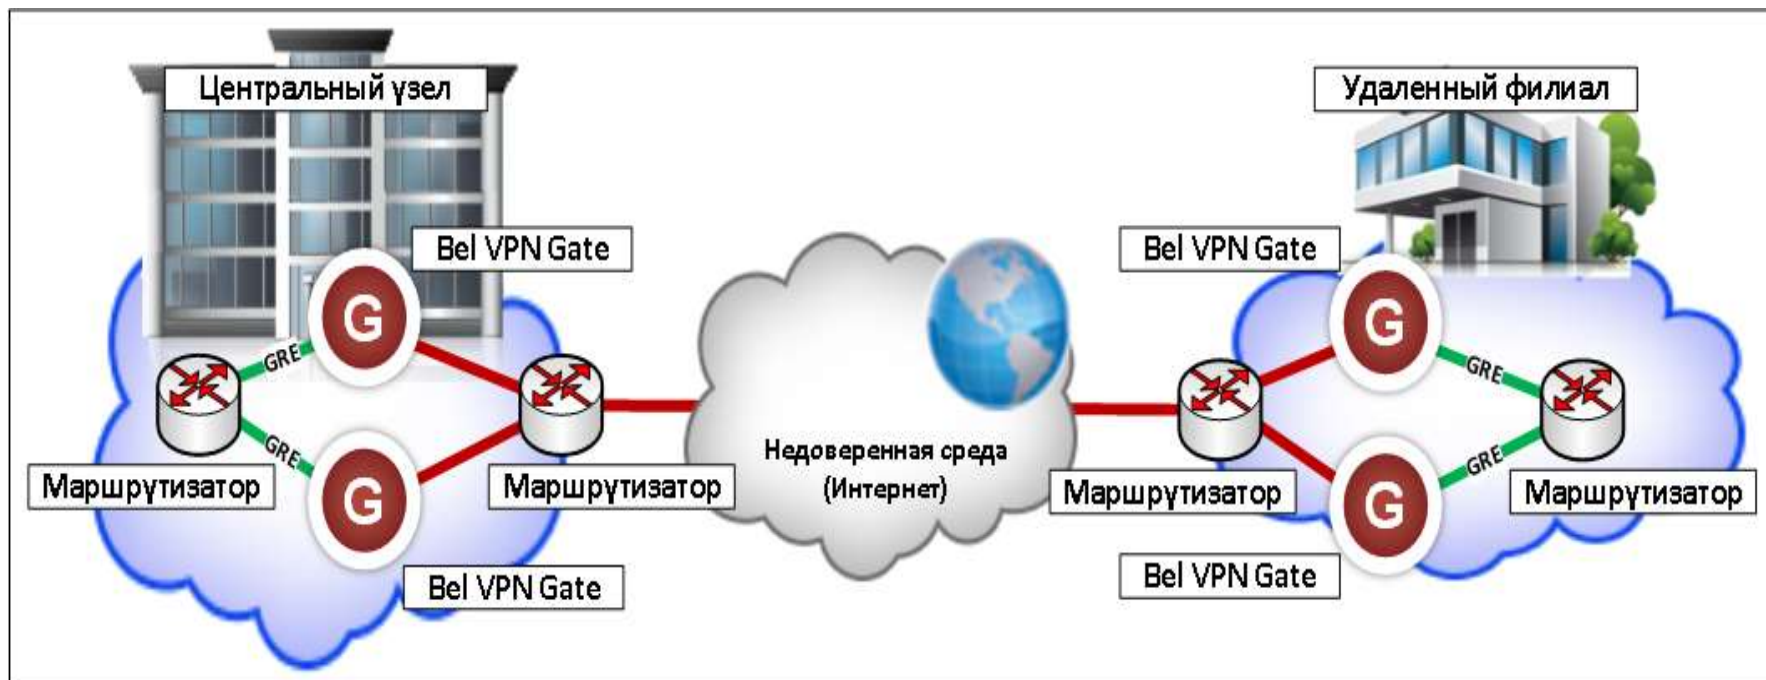 Центральный узел
Удаленный филиал
Bel VPN Gate
Bel VPN Gate
G
G
GRE
GRE
GRE
GRE
Недоверенная среда
(Интернет)
Маршрутизатор
Маршрутизатор
Маршрутизатор
Маршрутизатор
G
G
Bel VPN Gate
Bel VPN Gate